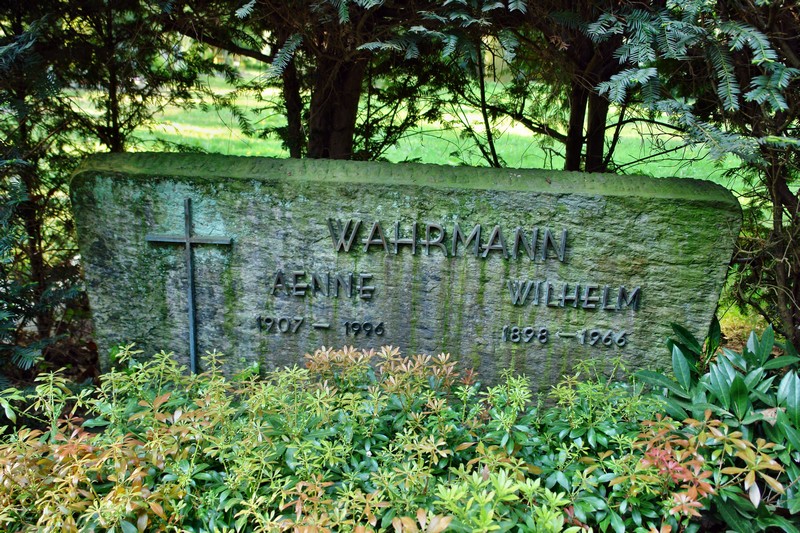 WAHRMANN
AENNE WILHELM
1907 – 1996 1898 – 1966